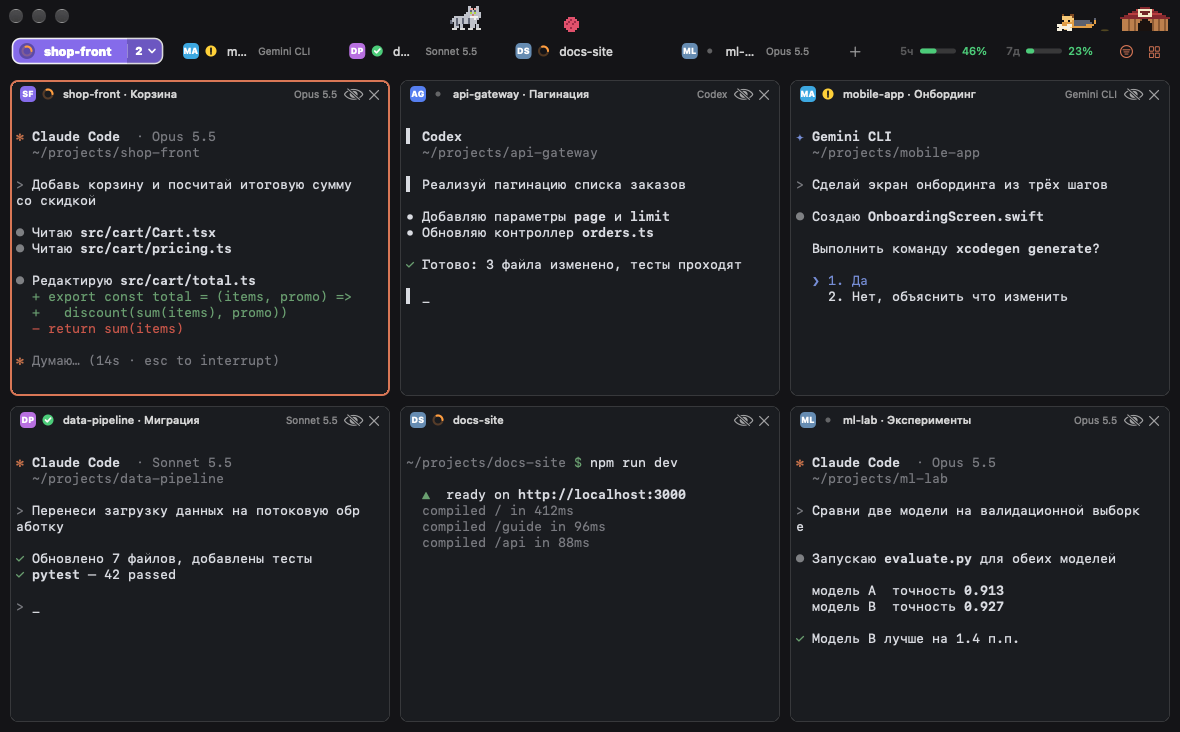 shop-front 2
MA m... Gemini CLI
DP d... Sonnet 5.5
DS docs-site
ML ml-... Opus 5.5
+
5ч 46%
7д 23%
SF shop-front · Корзина Opus 5.5
✻ Claude Code · Opus 5.5
~/projects/shop-front
> Добавь корзину и посчитай итоговую сумму
со скидкой
● Читаю src/cart/Cart.tsx
● Читаю src/cart/pricing.ts
● Редактирую src/cart/total.ts
+ export const total = (items, promo) =>
+ discount(sum(items), promo))
− return sum(items)
✻ Думаю… (14s · esc to interrupt)
AG api-gateway · Пагинация Codex
Codex
~/projects/api-gateway
Реализуй пагинацию списка заказов
• Добавляю параметры page и limit
• Обновляю контроллер orders.ts
✓ Готово: 3 файла изменено, тесты проходят
_
MA mobile-app · Онбординг Gemini CLI
✦ Gemini CLI
~/projects/mobile-app
> Сделай экран онбординга из трёх шагов
● Создаю OnboardingScreen.swift
Выполнить команду xcodegen generate?
❯ 1. Да
2. Нет, объяснить что изменить
DP data-pipeline · Миграция Sonnet 5.5
✻ Claude Code · Sonnet 5.5
~/projects/data-pipeline
> Перенеси загрузку данных на потоковую обр
аботку
✓ Обновлено 7 файлов, добавлены тесты
✓ pytest — 42 passed
> _
DS docs-site
~/projects/docs-site $ npm run dev
▲ ready on http://localhost:3000
compiled / in 412ms
compiled /guide in 96ms
compiled /api in 88ms
ML ml-lab · Эксперименты Opus 5.5
✻ Claude Code · Opus 5.5
~/projects/ml-lab
> Сравни две модели на валидационной выборк
е
● Запускаю evaluate.py для обеих моделей
модель A точность 0.913
модель B точность 0.927
✓ Модель B лучше на 1.4 п.п.